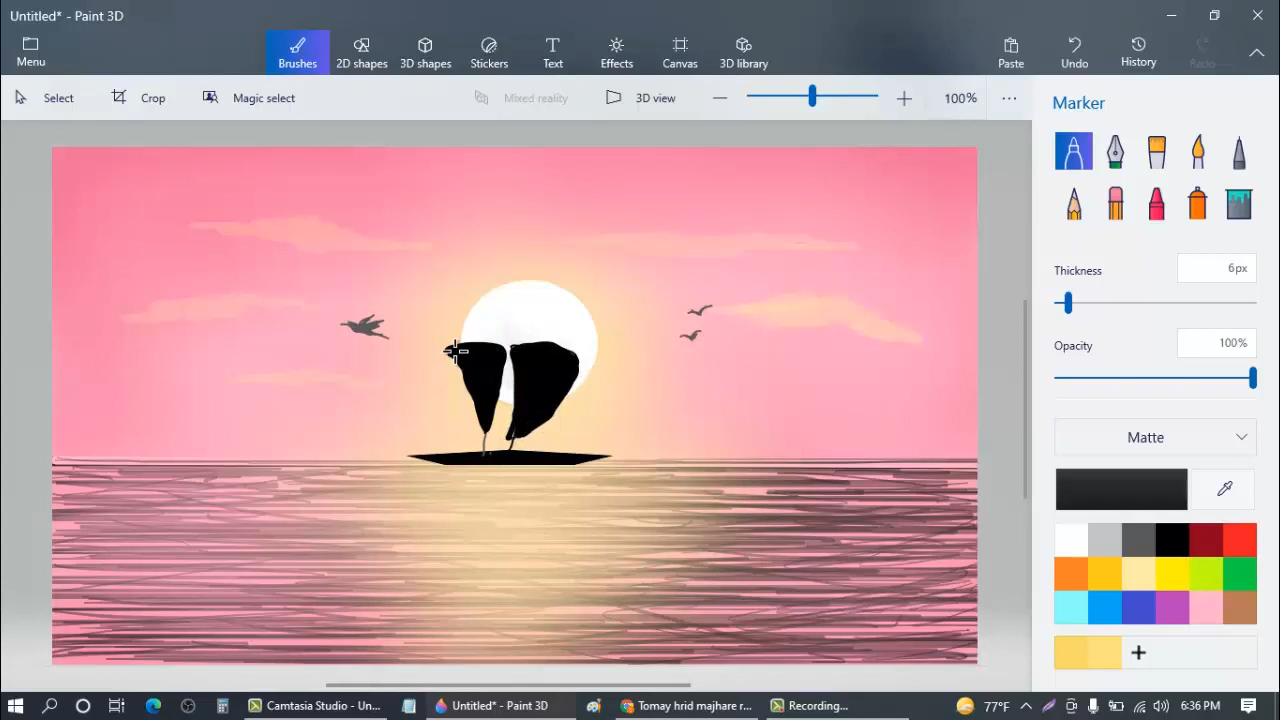 Untitled* - Paint 3D
Menu
Brushes
2D shapes
3D shapes
Stickers
Text
Effects
Canvas
3D library
Paste
Undo
History
Redo
Select
Crop
Magic select
Mixed reality
3D view
100%
Marker
Thickness
6px
Opacity
100%
Matte
Camtasia Studio - Un...
Untitled* - Paint 3D
Tomay hrid majhare r...
Recording...
77°F
6:36 PM